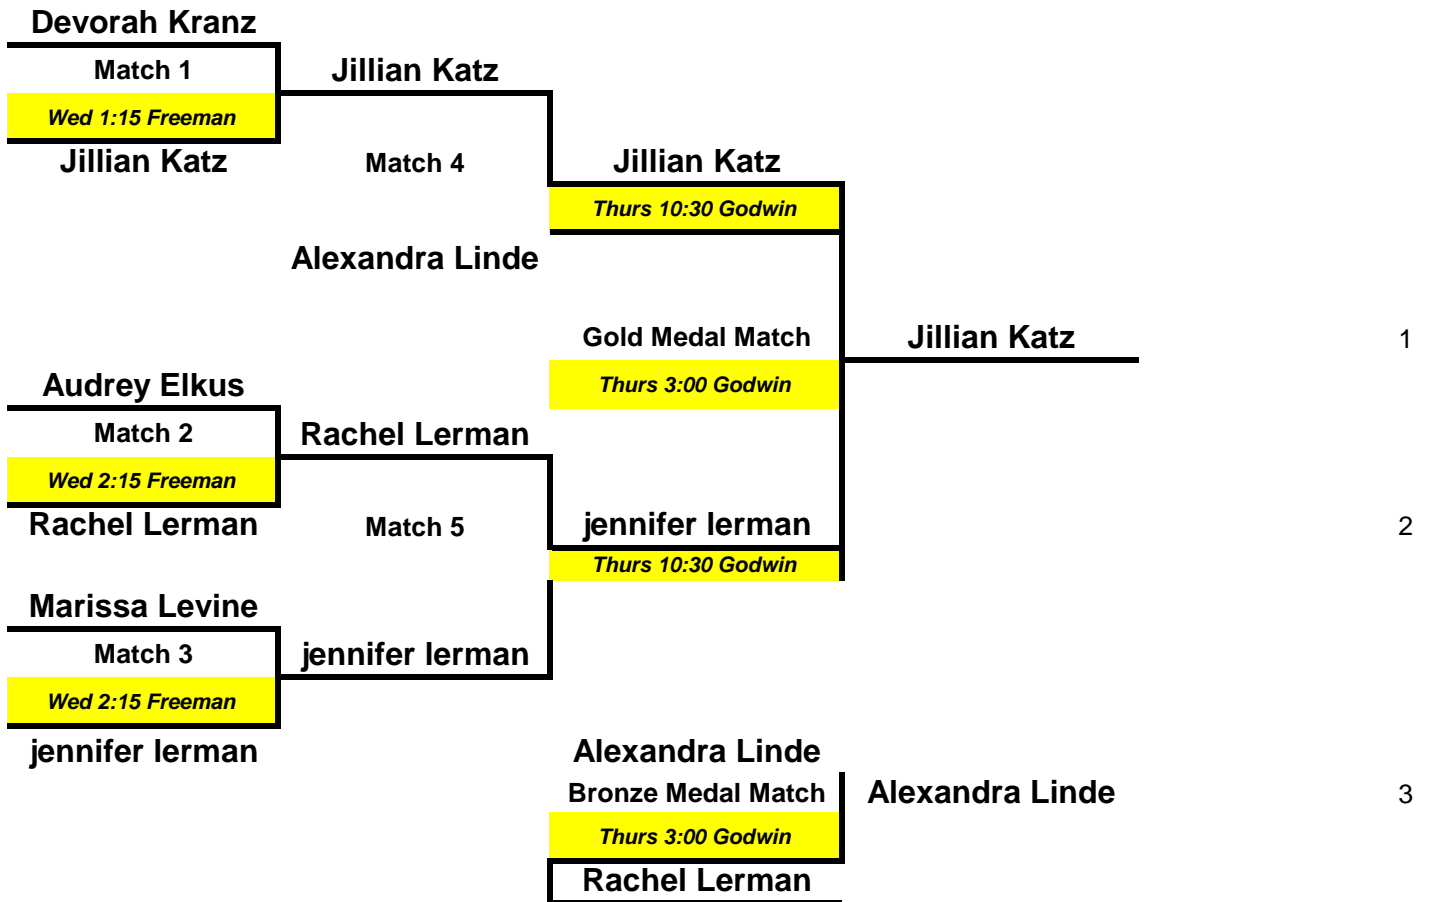 Devorah Kranz
Match 1
Jillian Katz
Wed 1:15 Freeman
Jillian Katz
Match 4
Jillian Katz
Thurs 10:30 Godwin
Alexandra Linde
Gold Medal Match
Jillian Katz
1
Audrey Elkus
Thurs 3:00 Godwin
Match 2
Rachel Lerman
Wed 2:15 Freeman
Rachel Lerman
Match 5
jennifer lerman
2
Thurs 10:30 Godwin
Marissa Levine
Match 3
jennifer lerman
Wed 2:15 Freeman
jennifer lerman
Alexandra Linde
Bronze Medal Match
Alexandra Linde
3
Thurs 3:00 Godwin
Rachel Lerman